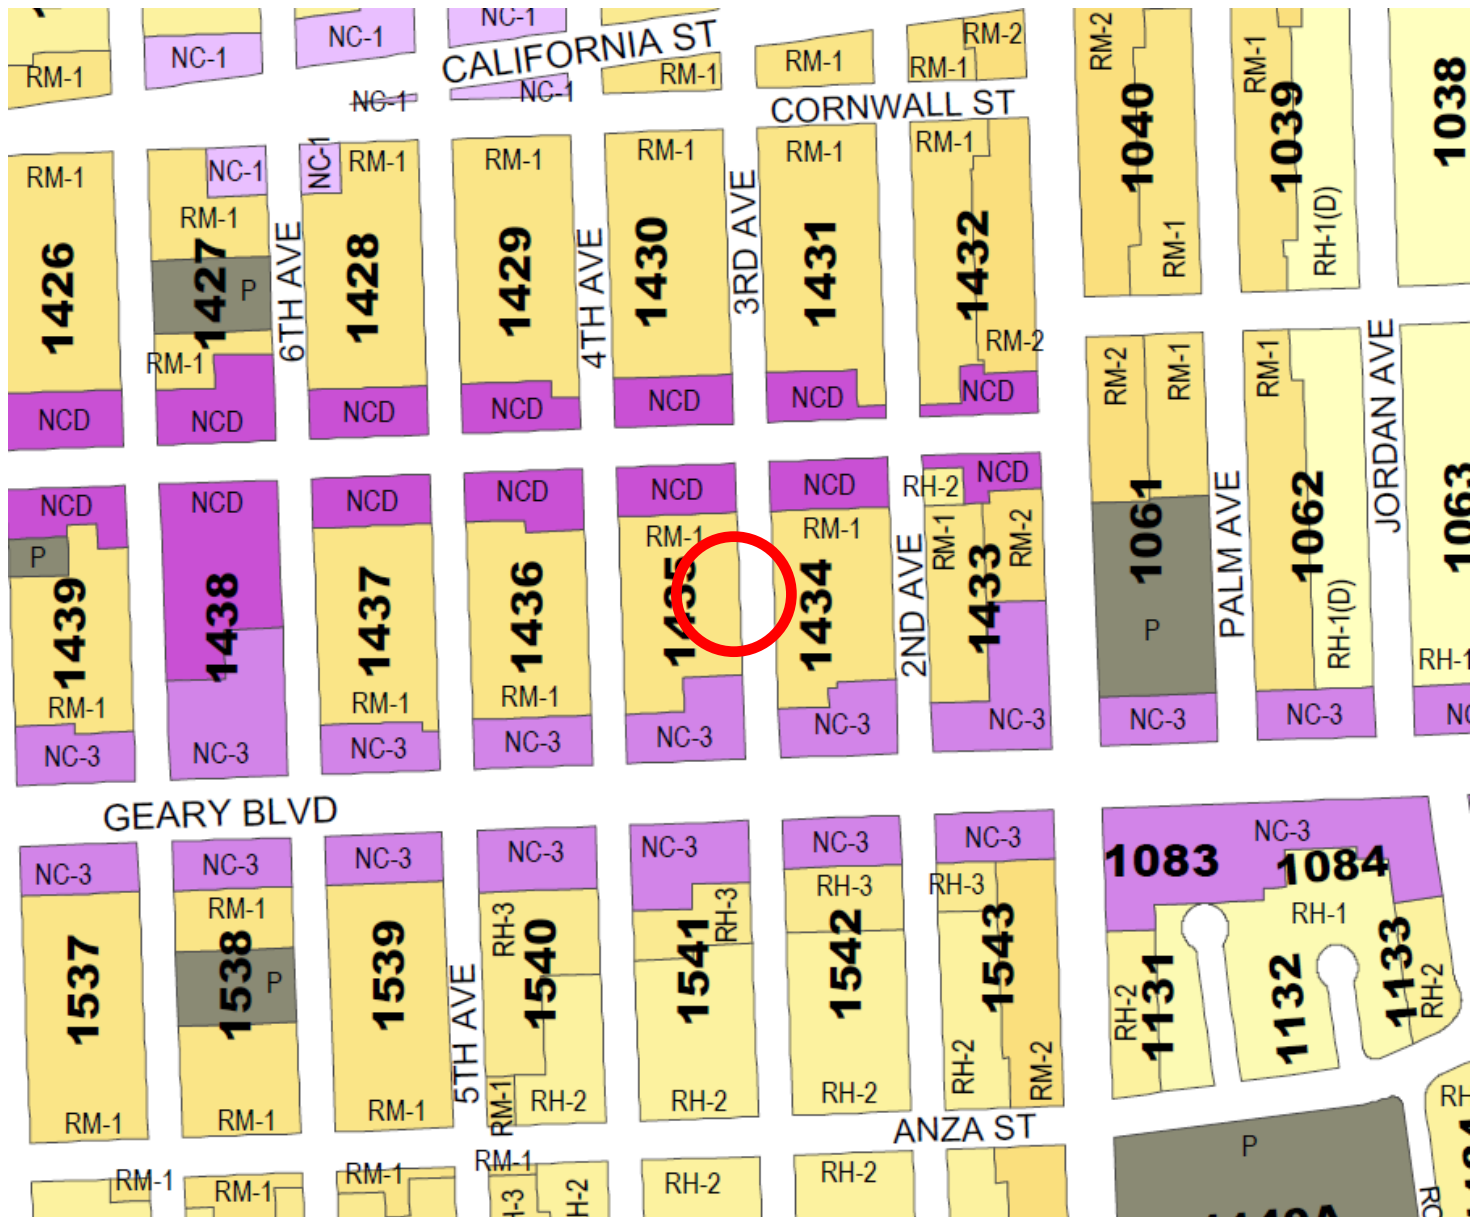 NC-1
NC-1
NC-1
CALIFORNIA ST
RM-1
RM-1
RM-1
RM-1
RM-2
RM-2
RM-1
1040
1039
1038
NC-1
NC-1
CORNWALL ST
RM-1
NC-1
RM-1
NC-1
RM-1
RM-1
RM-1
RM-1
RM-1
1426
1427
P
RM-1
6TH AVE
1428
1429
4TH AVE
1430
3RD AVE
1431
1432
RM-2
RM-1
RH-1(D)
NCD
NCD
NCD
NCD
NCD
NCD
NCD
RM-2
RM-1
RM-1
JORDAN AVE
NCD
NCD
NCD
NCD
NCD
NCD
NCD
RH-2
P
1439
RM-1
1438
1437
RM-1
1436
RM-1
RM-1
1435
RM-1
1434
2ND AVE
RM-1
1433
RM-2
1061
P
PALM AVE
1062
RH-1(D)
1063
RH-1
NC-3
NC-3
NC-3
NC-3
NC-3
NC-3
NC-3
NC-3
NC-3
GEARY BLVD
NC-3
NC-3
NC-3
NC-3
NC-3
NC-3
NC-3
NC-3
1083
1084
1537
RM-1
RM-1
1538
P
RM-1
1539
RM-1
5TH AVE
RH-3
1540
RM-1
RH-2
1541
RH-3
RH-2
RH-3
1542
RH-2
RH-3
1543
RH-2
RM-2
RH-2
1131
RH-1
1132
1133
RH-2
ANZA ST
RM-1
RM-1
RM-1
RM-1
RH-2
RH-2
P